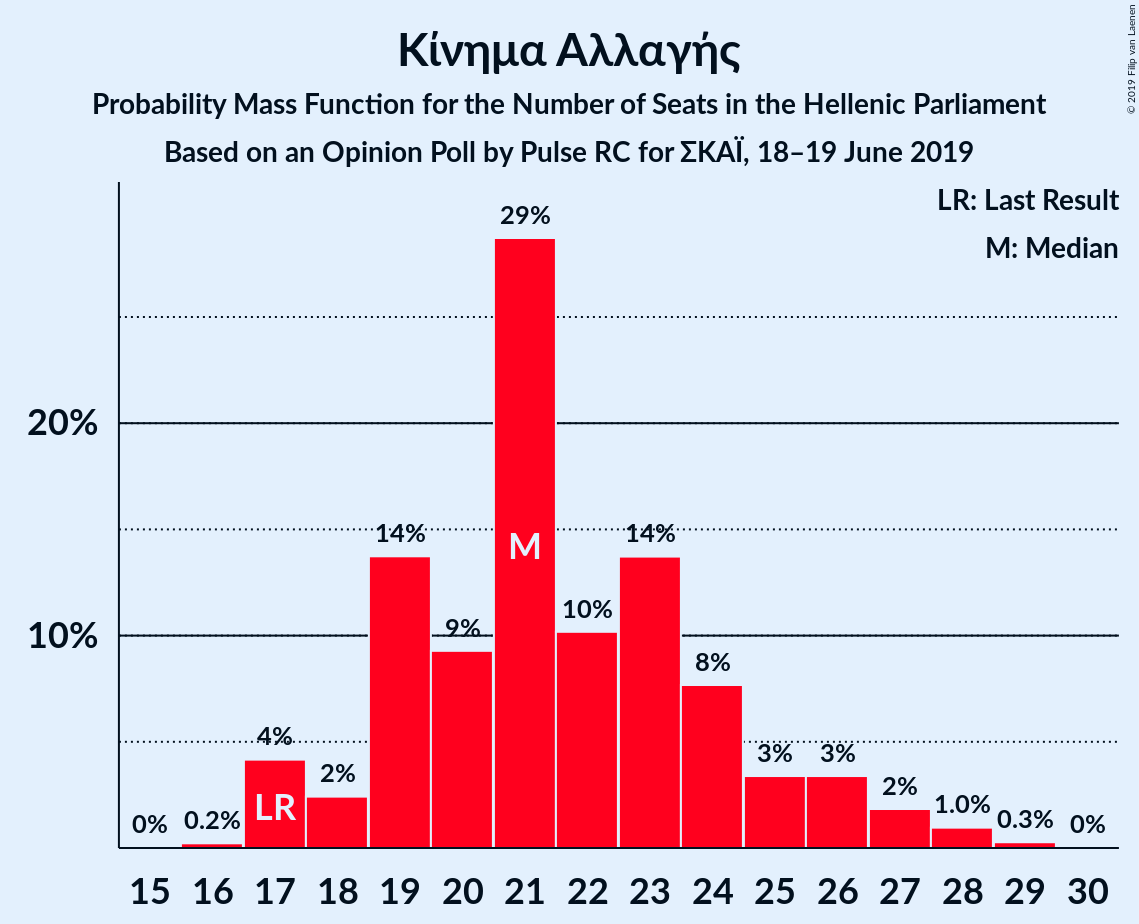 Κίνημα Αλλαγής
Probability Mass Function for the Number of Seats in the Hellenic Parliament
Based on an Opinion Poll by Pulse RC for ΣΚΑΪ, 18–19 June 2019
© 2019 Filip van Laenen
LR: Last Result
M: Median
29%
20%
14%
14%
M
10%
10%
9%
8%
4%
3%
3%
2%
2%
LR
0%
0.2%
1.0%
0.3%
0%
15 16 17 18 19 20 21 22 23 24 25 26 27 28 29 30